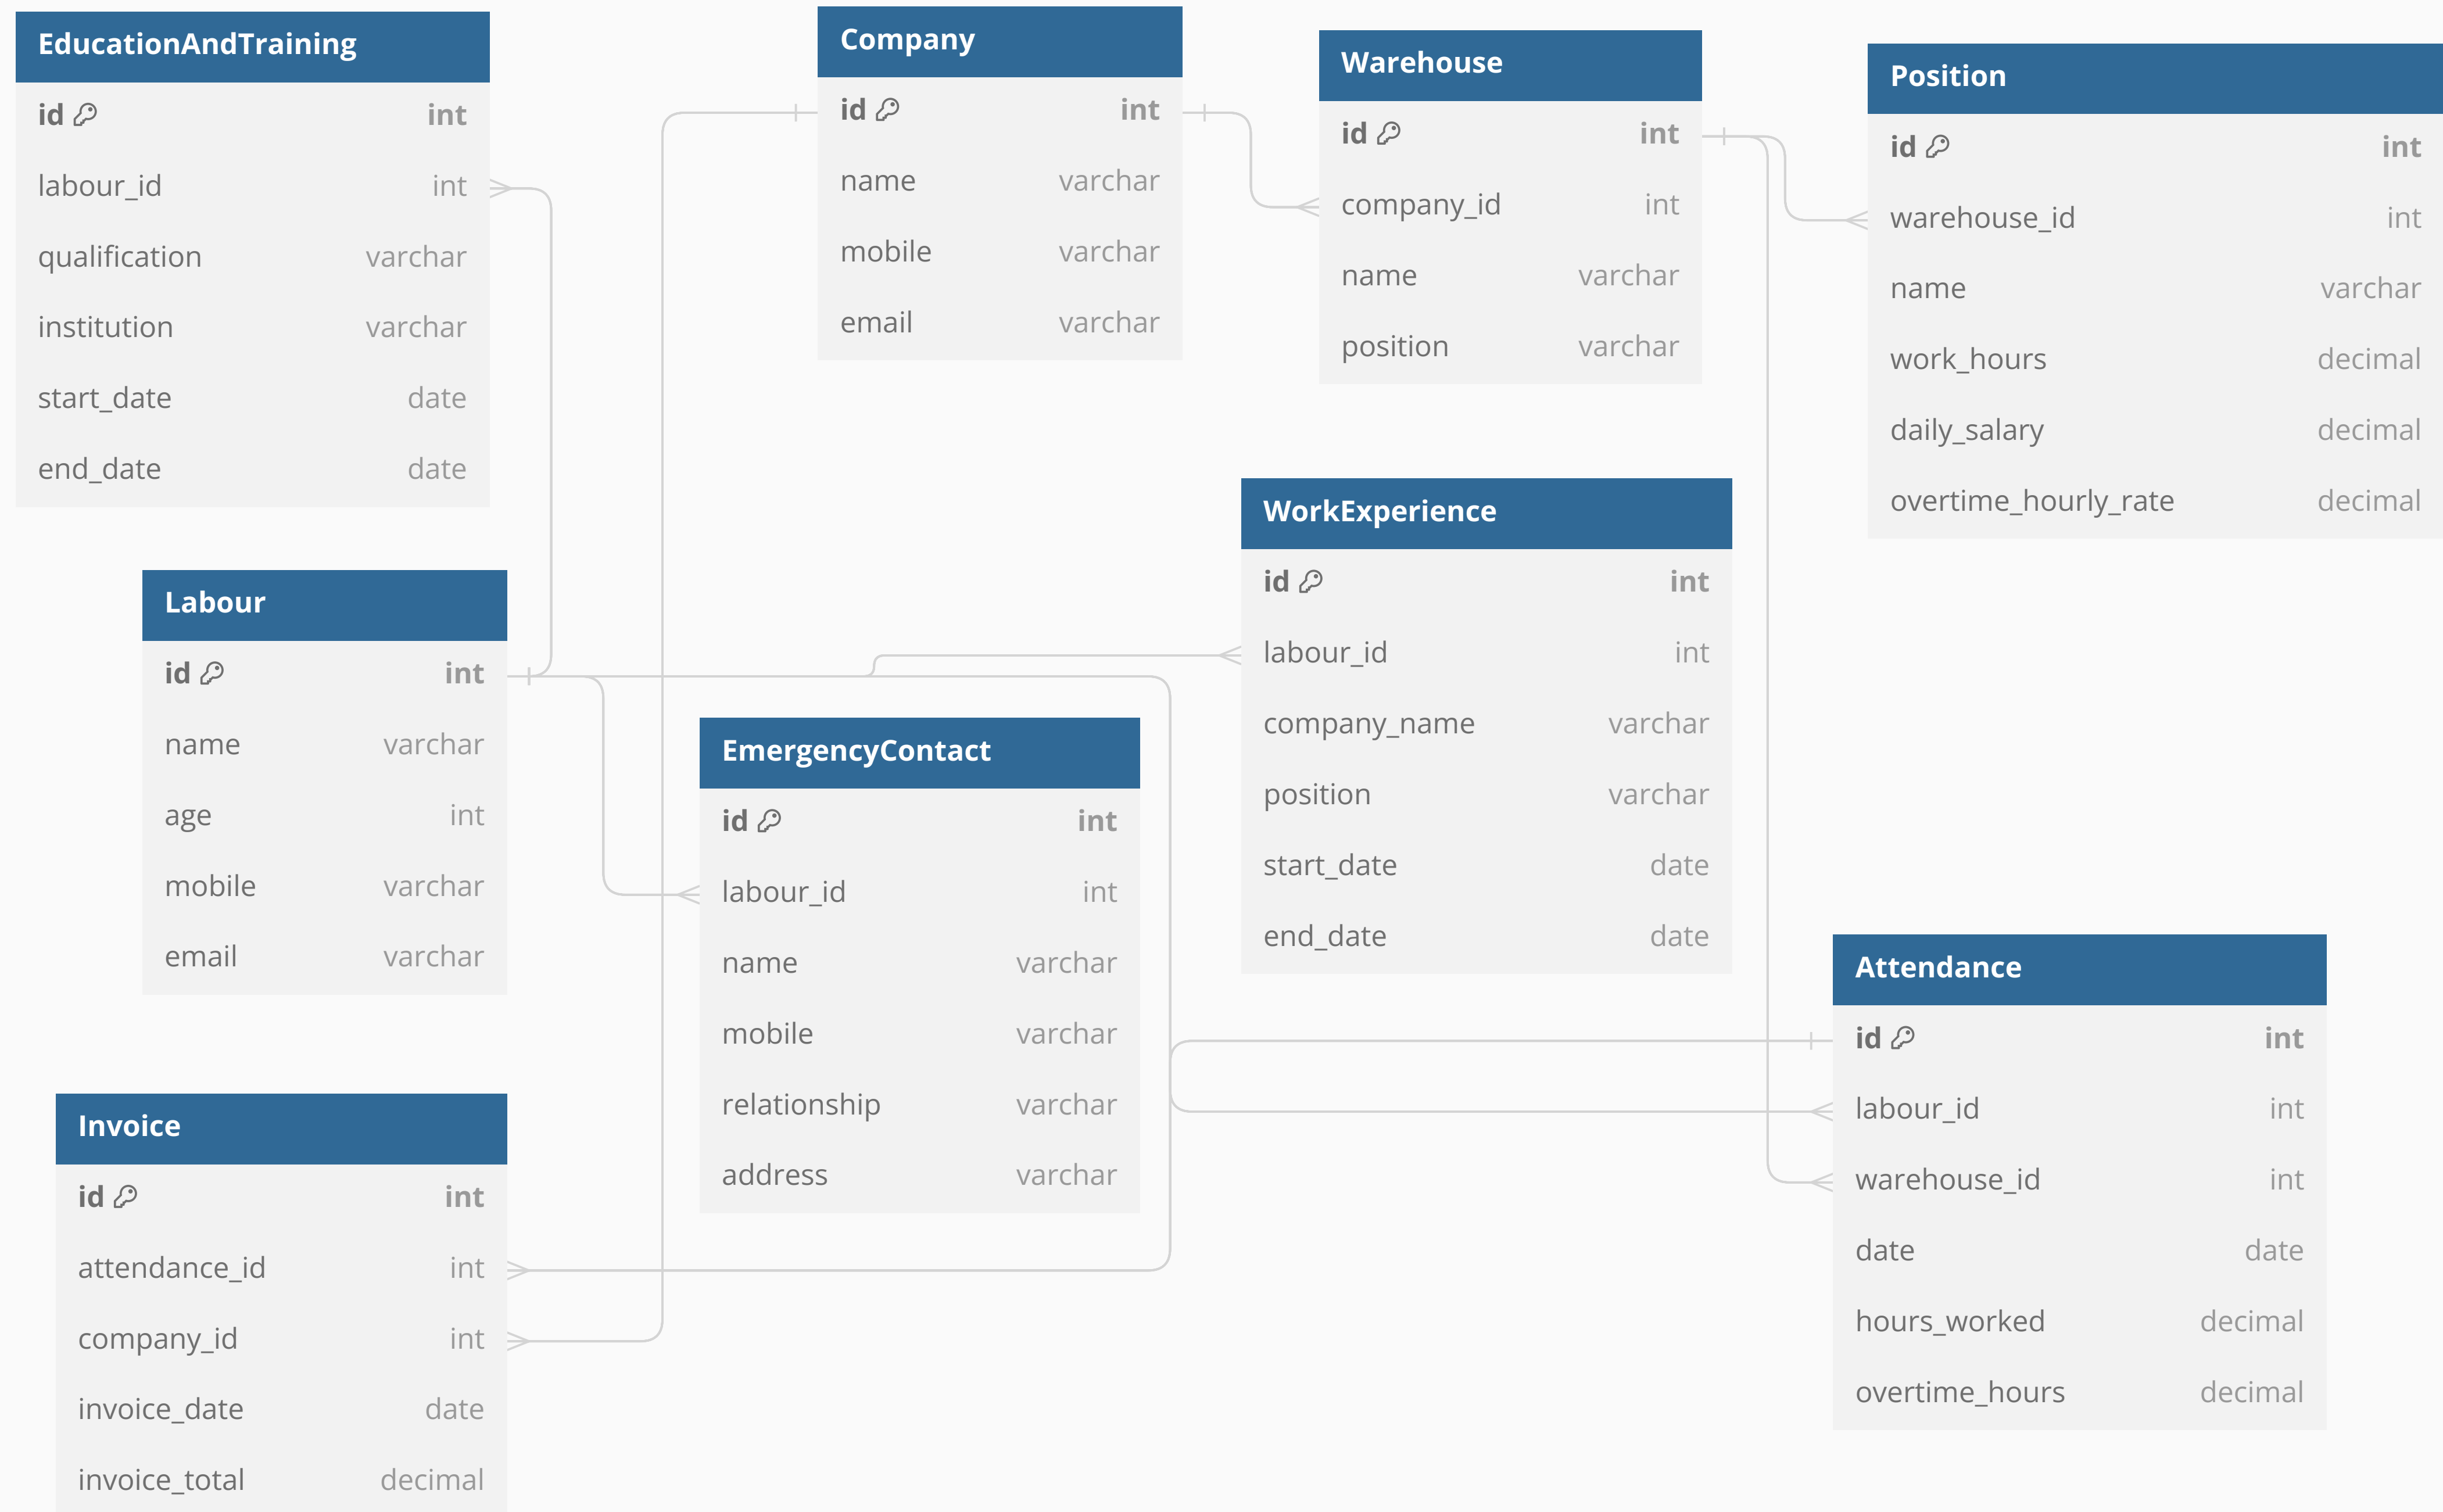 EducationAndTraining
id int
labour_id int
qualification varchar
institution varchar
start_date date
end_date date
Company
id int
name varchar
mobile varchar
email varchar
Warehouse
id int
company_id int
name varchar
position varchar
Position
id int
warehouse_id int
name varchar
work_hours decimal
daily_salary decimal
overtime_hourly_rate decimal
Labour
id int
name varchar
age int
mobile varchar
email varchar
WorkExperience
id int
labour_id int
company_name varchar
position varchar
start_date date
end_date date
EmergencyContact
id int
labour_id int
name varchar
mobile varchar
relationship varchar
address varchar
Attendance
id int
labour_id int
warehouse_id int
date date
hours_worked decimal
overtime_hours decimal
Invoice
id int
attendance_id int
company_id int
invoice_date date
invoice_total decimal